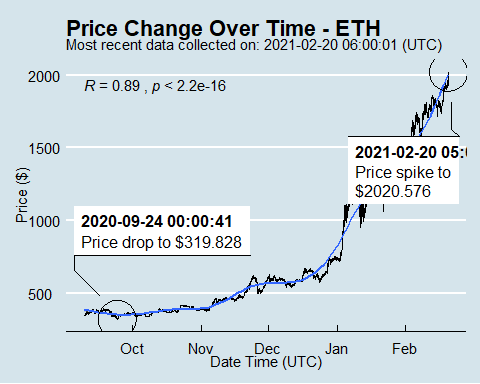 Price Change Over Time - ETH
Most recent data collected on: 2021-02-20 06:00:01 (UTC)
R = 0.89 , p < 2.2e-16
2000
1500
1000
500
Price ($)
2021-02-20 05:0
Price spike to
$2020.576
2020-09-24 00:00:41
Price drop to $319.828
Oct
Nov
Dec
Jan
Feb
Date Time (UTC)